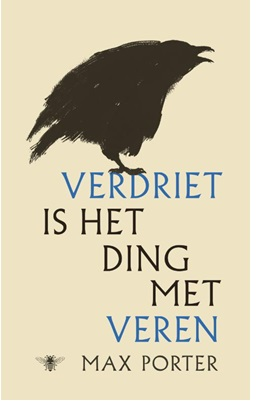 VERDRIET
IS HET
DING
MET
VEREN
MAX PORTER